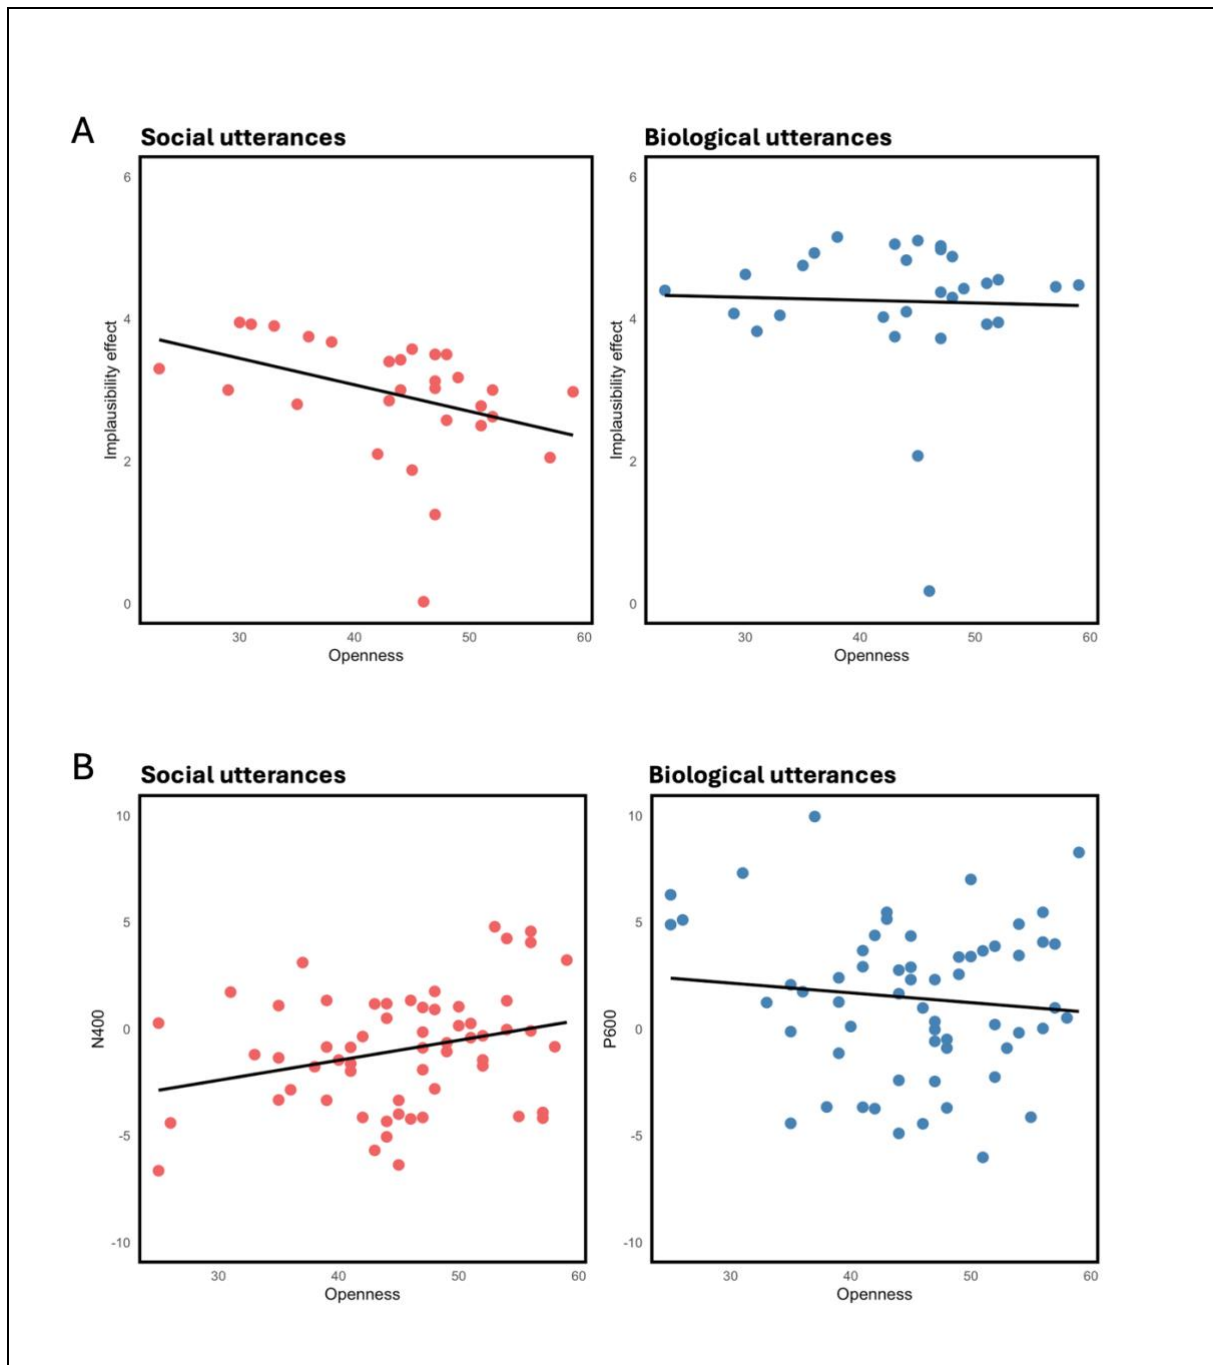 A
Social utterances
Biological utterances
6
4
2
0
Implausibility effect
30 40 50 60
Openness
6
4
2
0
Implausibility effect
30 40 50 60
Openness
B
Social utterances
Biological utterances
10
5
0
-5
-10
N400
30 40 50 60
Openness
10
5
0
-5
-10
P600
30 40 50 60
Openness